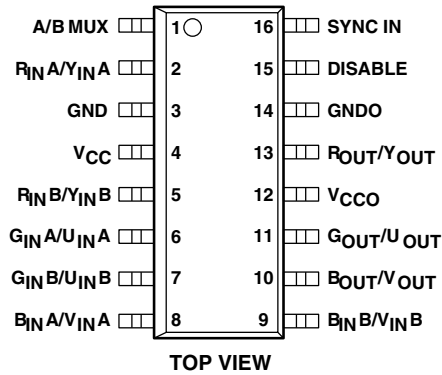 A/B MUX 1 16 SYNC IN
RINA/YINA 2 15 DISABLE
GND 3 14 GNDO
VCC 4 13 ROUT/YOUT
RINB/YINB 5 12 VCCO
GINA/UINA 6 11 GOUT/UOUT
GINB/UINB 7 10 BOUT/VOUT
BINA/VINA 8 9 BINB/VINB
TOP VIEW